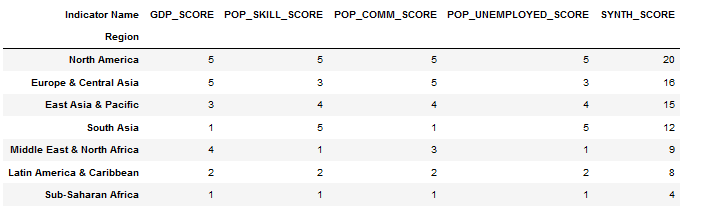 Indicator Name GDP_SCORE POP_SKILL_SCORE POP_COMM_SCORE POP_UNEMPLOYED_SCORE SYNTH_SCORE
Region
North America 5 5 5 5 20
Europe & Central Asia 5 3 5 3 16
East Asia & Pacific 3 4 4 4 15
South Asia 1 5 1 5 12
Middle East & North Africa 4 1 3 1 9
Latin America & Caribbean 2 2 2 2 8
Sub-Saharan Africa 1 1 1 1 4